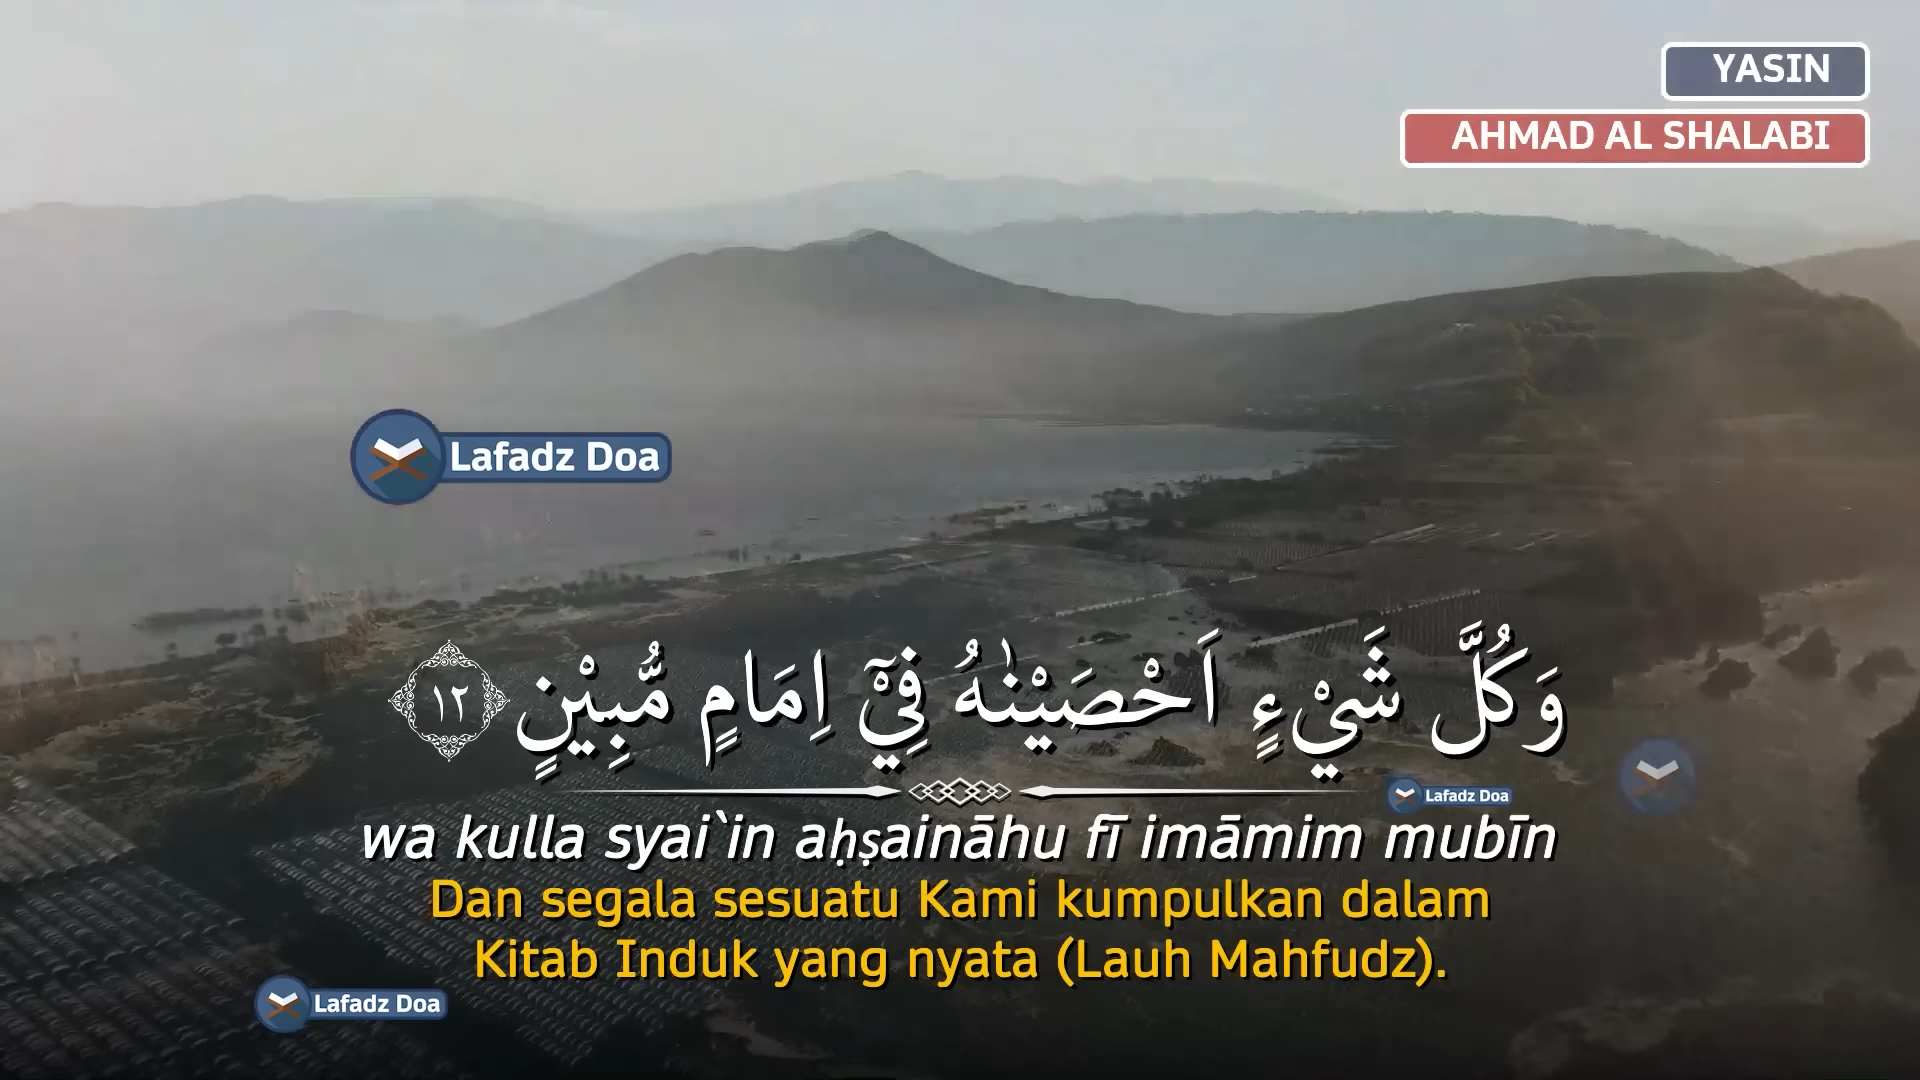 YASIN
AHMAD AL SHALABI
Lafadz Doa
وَكُلَّ شَيْءٍ اَحْصَيْنٰهُ فِيْٓ اِمَامٍ مُّبِيْنٍ ١٢
Lafadz Doa
wa kulla syai`in aḥṣaināhu fī imāmim mubīn
Dan segala sesuatu Kami kumpulkan dalam
Kitab Induk yang nyata (Lauh Mahfudz).
Lafadz Doa